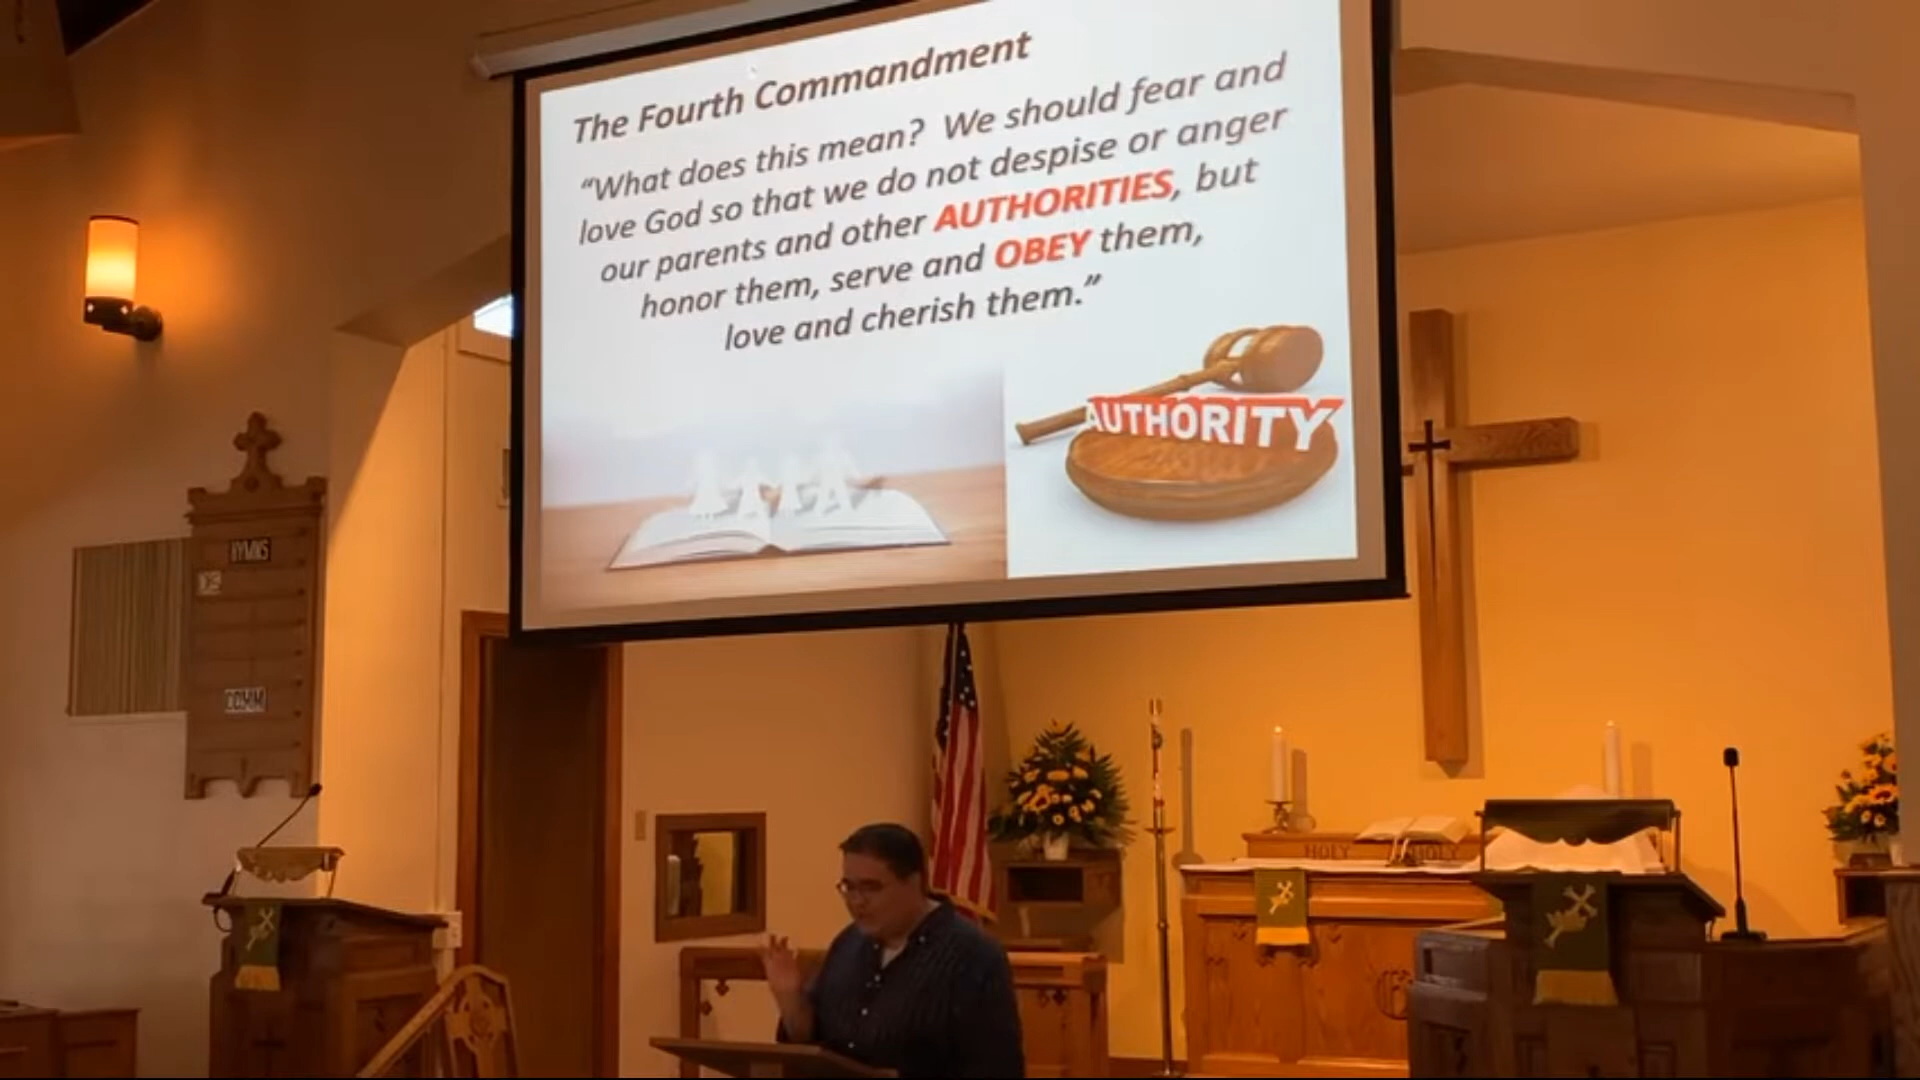 The Fourth Commandment
“What does this mean? We should fear and
love God so that we do not despise or anger
our parents and other AUTHORITIES, but
honor them, serve and OBEY them,
love and cherish them.”
AUTHORITY
HYMNS
COMM
HOLY HOLY